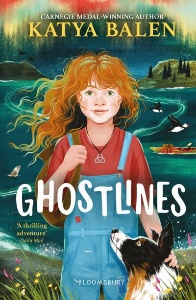 CARNEGIE MEDAL-WINNING AUTHOR
KATYA BALEN
GHOSTLINES
'A thrilling
adventure'
BLOOMSBURY